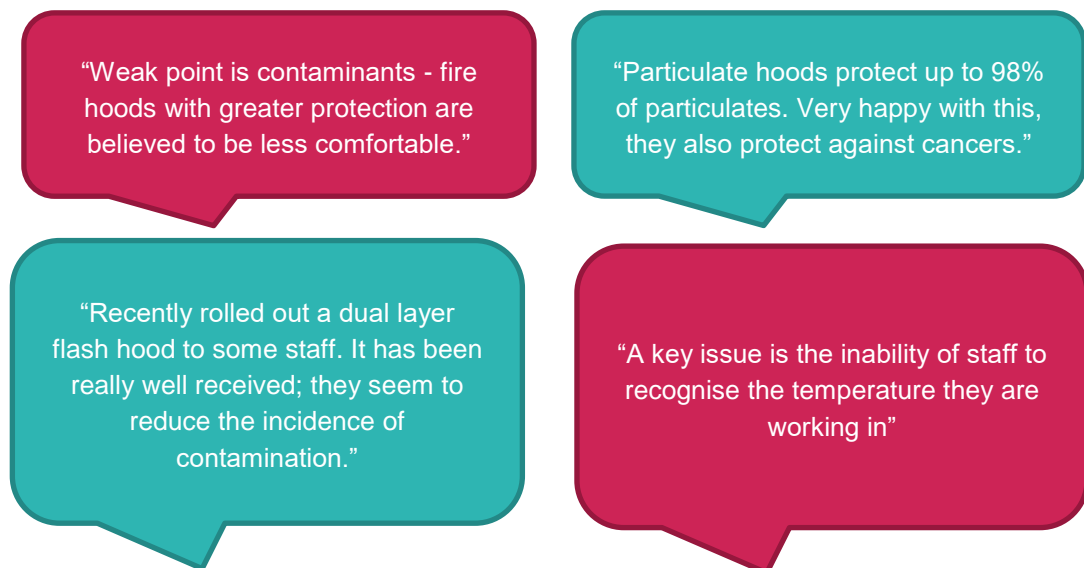 “Weak point is contaminants - fire
hoods with greater protection are
believed to be less comfortable.”
“Particulate hoods protect up to 98%
of particulates. Very happy with this,
they also protect against cancers.”
“Recently rolled out a dual layer
flash hood to some staff. It has been
really well received; they seem to
reduce the incidence of
contamination.”
“A key issue is the inability of staff to
recognise the temperature they are
working in”